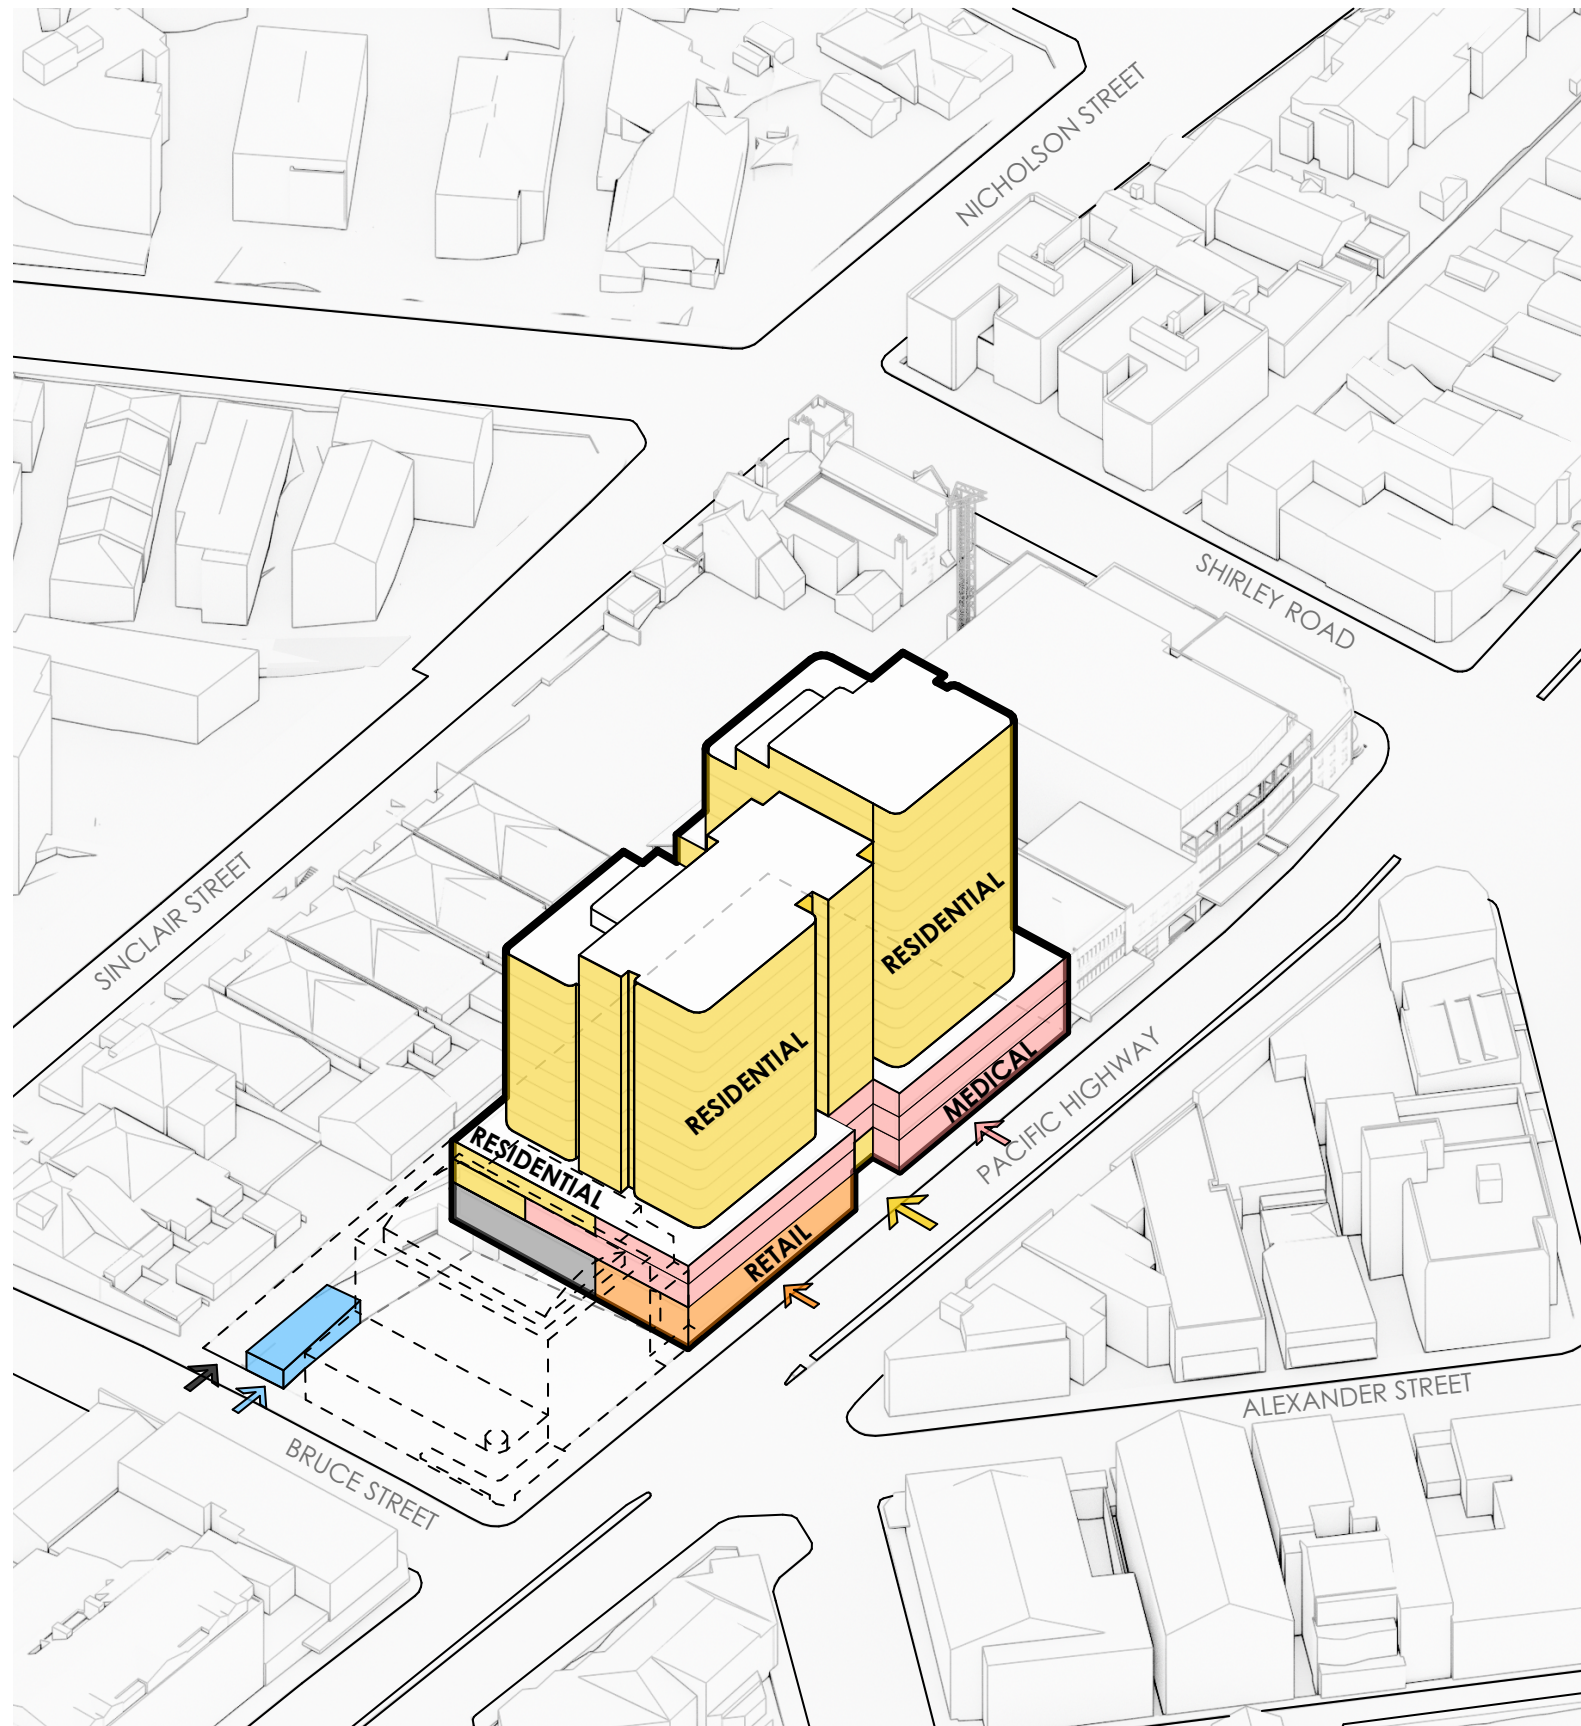 NICHOLSON STREET
SHIRLEY ROAD
SINCLAIR STREET
RESIDENTIAL
RESIDENTIAL
MEDICAL
PACIFIC HIGHWAY
RESIDENTIAL
RETAIL
ALEXANDER STREET
BRUCE STREET